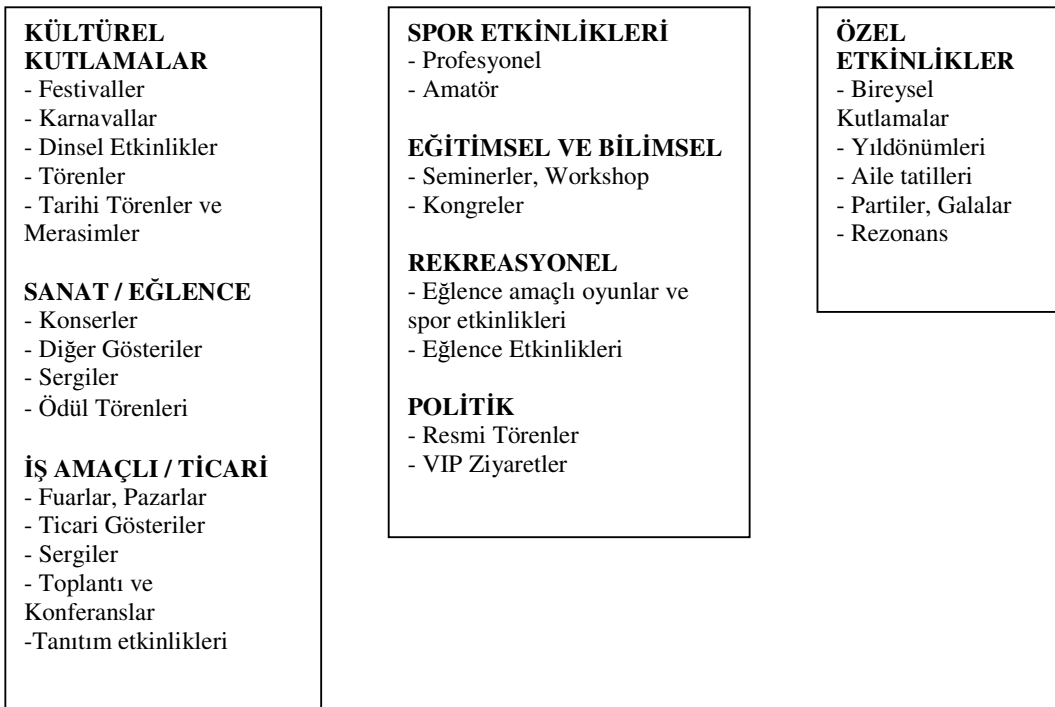 KÜLTÜREL
KUTLAMALAR
- Festivaller
- Karnavallar
- Dinsel Etkinlikler
- Törenler
- Tarihi Törenler ve
Merasimler
SANAT / EĞLENCE
- Konserler
- Diğer Gösteriler
- Sergiler
- Ödül Törenleri
İŞ AMAÇLI / TİCARİ
- Fuarlar, Pazarlar
- Ticari Gösteriler
- Sergiler
- Toplantı ve
Konferanslar
-Tanıtım etkinlikleri
SPOR ETKİNLİKLERİ
- Profesyonel
- Amatör
EĞİTİMSEL VE BİLİMSEL
- Seminerler, Workshop
- Kongreler
REKREASYONEL
- Eğlence amaçlı oyunlar ve
spor etkinlikleri
- Eğlence Etkinlikleri
POLİTİK
- Resmi Törenler
- VIP Ziyaretler
ÖZEL
ETKİNLİKLER
- Bireysel
Kutlamalar
- Yıldönümleri
- Aile tatilleri
- Partiler, Galalar
- Rezonans